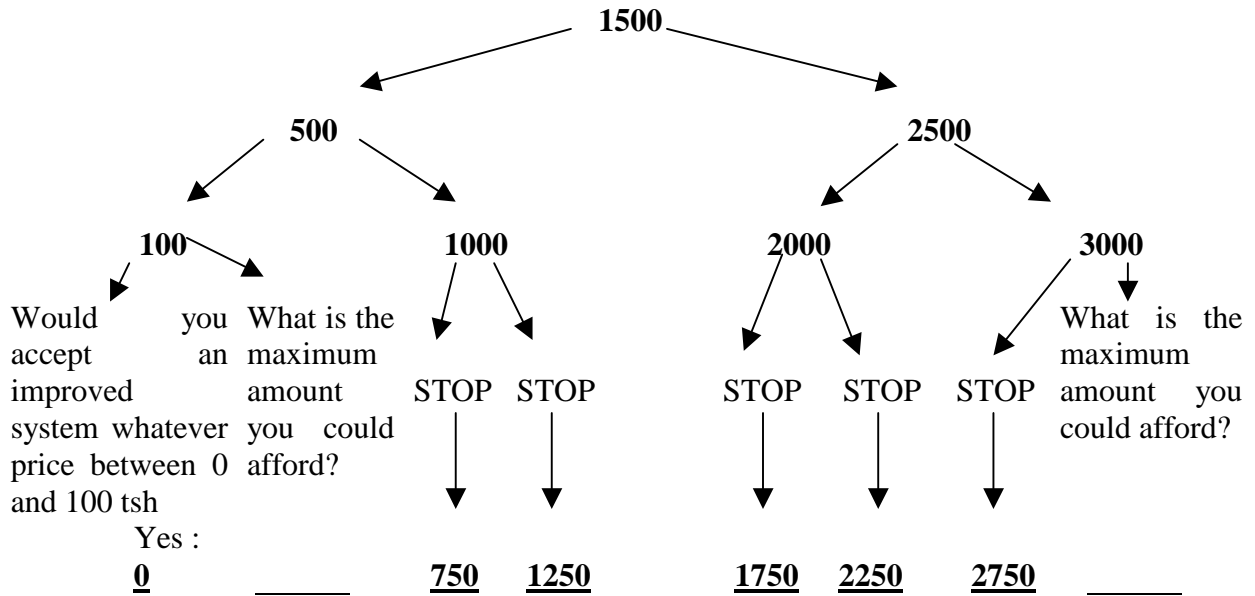 1500
500 2500
100 1000 2000 3000
Would you
accept an
improved
system whatever
price between 0
and 100 tsh
What is the
maximum
amount
you could
afford?
STOP STOP STOP STOP STOP
What is the
maximum
amount you
could afford?
Yes :
0 750 1250 1750 2250 2750